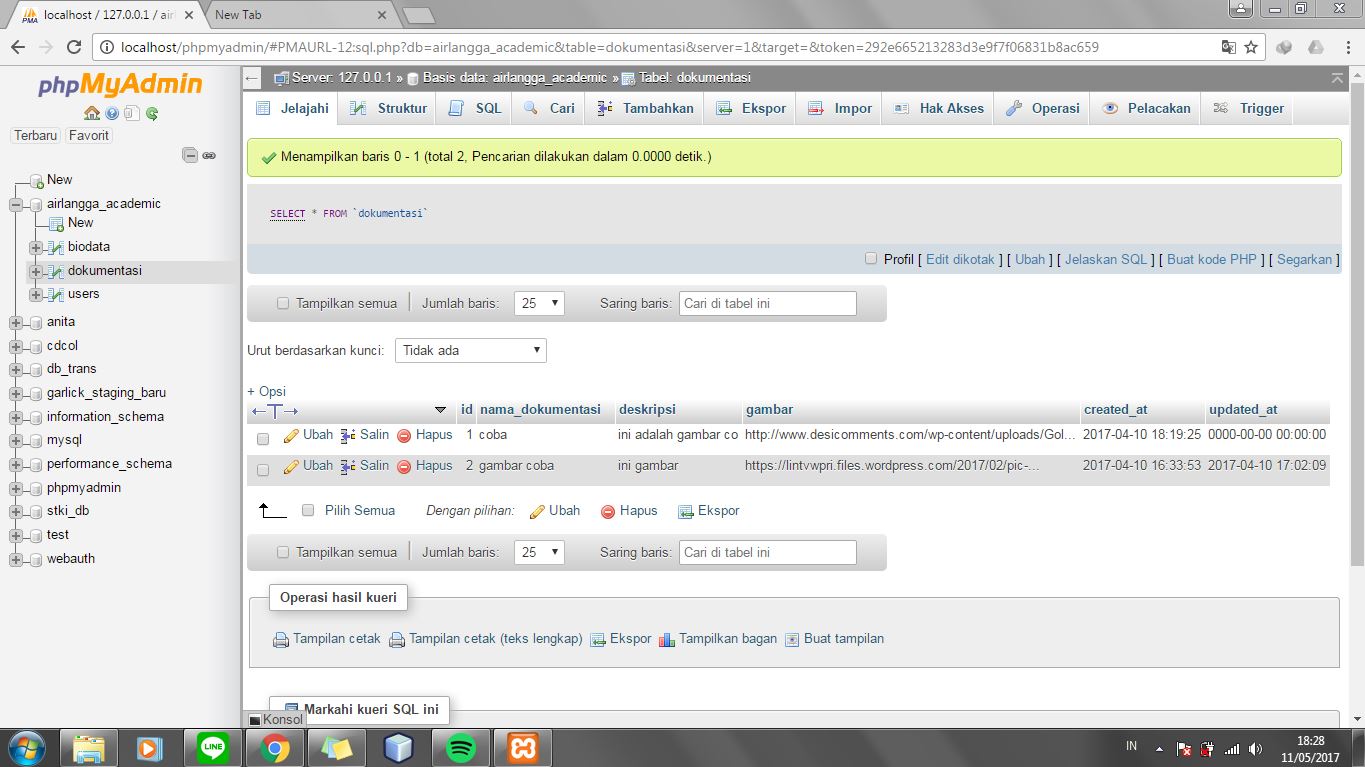 localhost / 127.0.0.1 / airl
New Tab
localhost/phpmyadmin/#PMAURL-12:sql.php?db=airlangga_academic&table=dokumentasi&server=1&target=&token=292e665213283d3e9f7f06831b8ac659
phpMyAdmin
Terbaru Favorit
New
airlangga_academic
New
biodata
dokumentasi
users
anita
cdcol
db_trans
garlick_staging_baru
information_schema
mysql
performance_schema
phpmyadmin
stki_db
test
webauth
Server: 127.0.0.1 » Basis data: airlangga_academic » Tabel: dokumentasi
Jelajahi Struktur SQL Cari Tambahkan Ekspor Impor Hak Akses Operasi Pelacakan Trigger
Menampilkan baris 0 - 1 (total 2, Pencarian dilakukan dalam 0.0000 detik.)
SELECT * FROM `dokumentasi`
Profil [ Edit dikotak ] [ Ubah ] [ Jelaskan SQL ] [ Buat kode PHP ] [ Segarkan ]
Tampilkan semua Jumlah baris: 25 Saring baris: Cari di tabel ini
Urut berdasarkan kunci: Tidak ada
+ Opsi
←T→ id nama_dokumentasi deskripsi gambar created_at updated_at
Ubah Salin Hapus 1 coba ini adalah gambar co http://www.desicomments.com/wp-content/uploads/Gol... 2017-04-10 18:19:25 0000-00-00 00:00:00
Ubah Salin Hapus 2 gambar coba ini gambar https://lintvwpri.files.wordpress.com/2017/02/pic-... 2017-04-10 16:33:53 2017-04-10 17:02:09
Pilih Semua Dengan pilihan: Ubah Hapus Ekspor
Tampilkan semua Jumlah baris: 25 Saring baris: Cari di tabel ini
Operasi hasil kueri
Tampilan cetak Tampilan cetak (teks lengkap) Ekspor Tampilkan bagan Buat tampilan
Markahi kueri SQL ini
Konsol
LINE
IN
18:28
11/05/2017